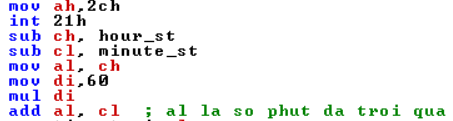 mov ah,2ch
int 21h
sub ch, hour_st
sub cl, minute_st
mov al, ch
mov di,60
mul di
add al, cl ; al la so phut da troi qua